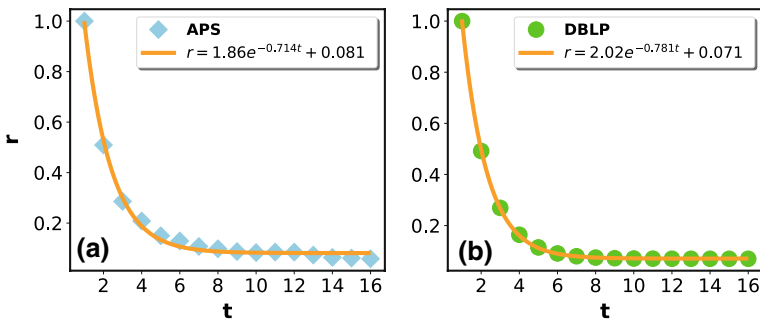 APS
r = 1.86e^{-0.714t} + 0.081
1.0
0.8
0.6
0.4
0.2
r
(a)
2 4 6 8 10 12 14 16
t
DBLP
r = 2.02e^{-0.781t} + 0.071
1.0
0.8
0.6
0.4
0.2
(b)
2 4 6 8 10 12 14 16
t